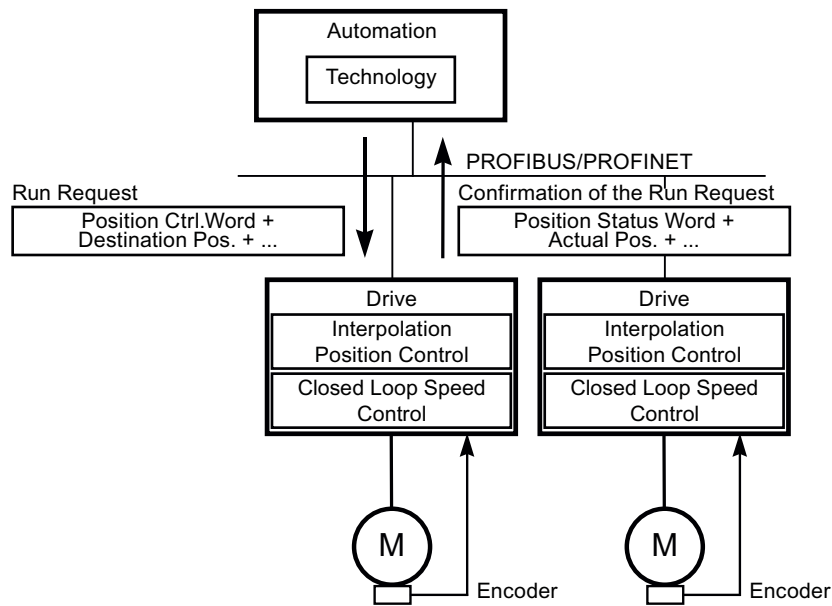 Automation
Technology
PROFIBUS/PROFINET
Run Request
Position Ctrl.Word +
Destination Pos. + ...
Confirmation of the Run Request
Position Status Word +
Actual Pos. + ...
Drive
Interpolation
Position Control
Closed Loop Speed
Control
Drive
Interpolation
Position Control
Closed Loop Speed
Control
M
Encoder
M
Encoder